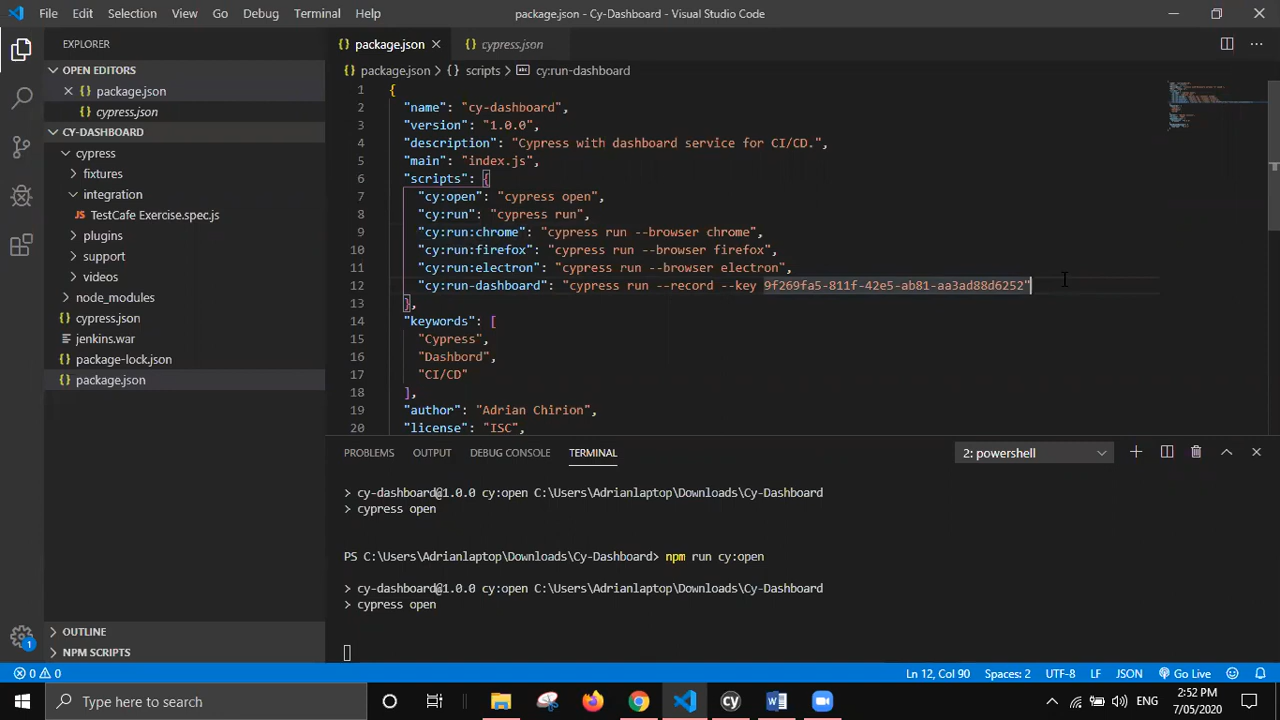 File Edit Selection View Go Debug Terminal Help package.json - Cy-Dashboard - Visual Studio Code
EXPLORER
OPEN EDITORS
package.json
cypress.json
CY-DASHBOARD
cypress
fixtures
integration
JS TestCafe Exercise.spec.js
plugins
support
videos
node_modules
cypress.json
jenkins.war
package-lock.json
package.json
OUTLINE
NPM SCRIPTS
package.json cypress.json
package.json > {} scripts > abc cy:run-dashboard
1 {
2 "name": "cy-dashboard",
3 "version": "1.0.0",
4 "description": "Cypress with dashboard service for CI/CD.",
5 "main": "index.js",
6 "scripts": {
7 "cy:open": "cypress open",
8 "cy:run": "cypress run",
9 "cy:run:chrome": "cypress run --browser chrome",
10 "cy:run:firefox": "cypress run --browser firefox",
11 "cy:run:electron": "cypress run --browser electron",
12 "cy:run-dashboard": "cypress run --record --key 9f269fa5-811f-42e5-ab81-aa3ad88d6252"
13 },
14 "keywords": [
15 "Cypress",
16 "Dashbord",
17 "CI/CD"
18 ],
19 "author": "Adrian Chirion",
20 "license": "ISC",
PROBLEMS OUTPUT DEBUG CONSOLE TERMINAL 2: powershell
> cy-dashboard@1.0.0 cy:open C:\Users\Adrianlaptop\Downloads\Cy-Dashboard
> cypress open
PS C:\Users\Adrianlaptop\Downloads\Cy-Dashboard> npm run cy:open
> cy-dashboard@1.0.0 cy:open C:\Users\Adrianlaptop\Downloads\Cy-Dashboard
> cypress open
1
0 0 Ln 12, Col 90 Spaces: 2 UTF-8 LF JSON Go Live
Type here to search cy W ENG 2:52 PM
7/05/2020